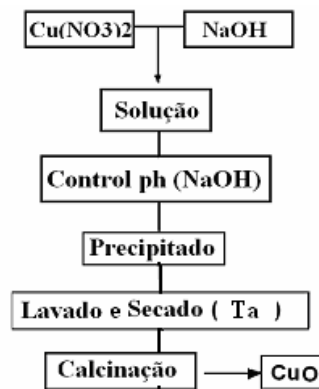 Cu(NO3)2 NaOH
Solução
Control ph (NaOH)
Precipitado
Lavado e Secado ( Ta )
Calcinação CuO